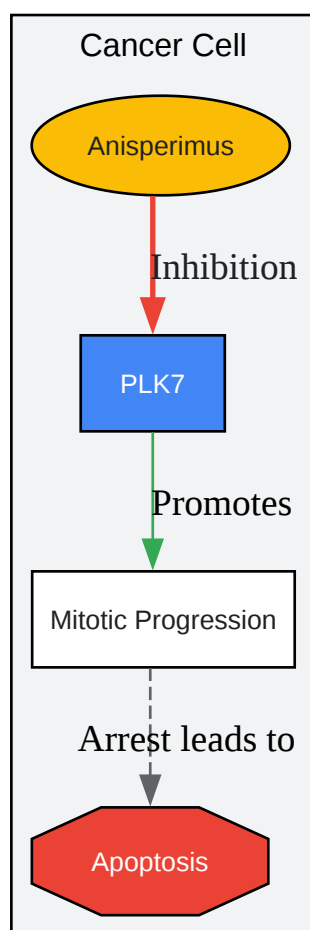 Cancer Cell
Anisperimus
Inhibition
PLK7
Promotes
Mitotic Progression
Arrest leads to
Apoptosis